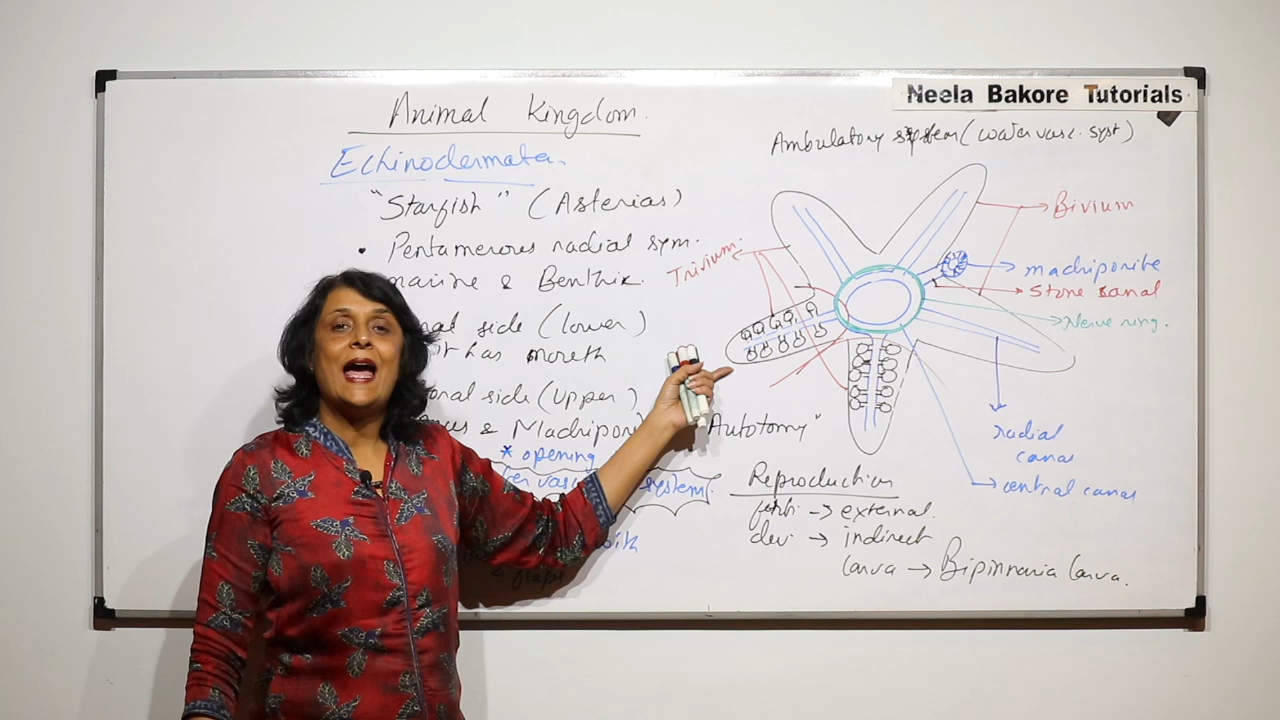 Neela Bakore Tutorials
Animal Kingdom.
Echinodermata.
"Starfish" (Asterias)
• Pentamerous radial sym.
marine & Benthic.
side (lower)
has mouth
side (Upper)
& Madripori
* opening
system.
Ambulatory system (water vasc. syst)
Bivium
Trivium.
madriporite
Stone canal
Nerve ring.
radial
canal
central canal
"Autotomy"
Reproduction
ferti. → external.
dev. → indirect
larva → Bipinnaria larva.